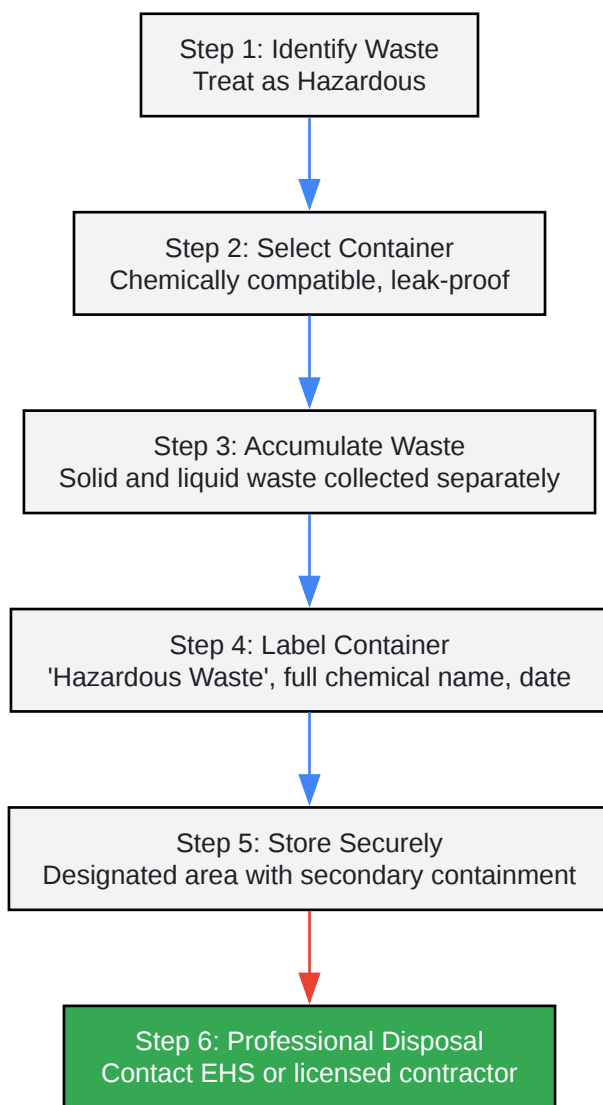 Step 1: Identify Waste
Treat as Hazardous
Step 2: Select Container
Chemically compatible, leak-proof
Step 3: Accumulate Waste
Solid and liquid waste collected separately
Step 4: Label Container
'Hazardous Waste', full chemical name, date
Step 5: Store Securely
Designated area with secondary containment
Step 6: Professional Disposal
Contact EHS or licensed contractor